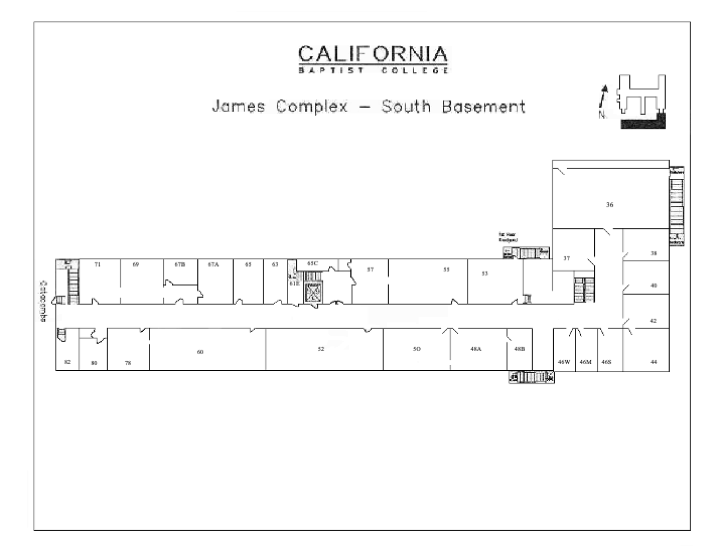 CALIFORNIA
BAPTIST COLLEGE
James Complex – South Basement
N
36
37
38
71
69
67B
67A
65
63
61E
65C
57
55
53
40
Catacombs
42
82
80
78
60
52
50
48A
48B
46W
46M
46S
44